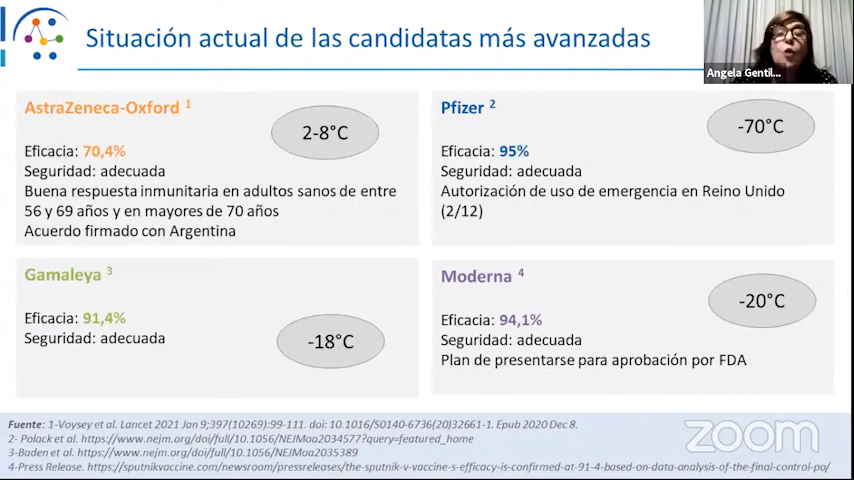 Situación actual de las candidatas más avanzadas
Angela Gentil...
AstraZeneca-Oxford 1
2-8°C
Eficacia: 70,4%
Seguridad: adecuada
Buena respuesta inmunitaria en adultos sanos de entre
56 y 69 años y en mayores de 70 años
Acuerdo firmado con Argentina
Pfizer 2
-70°C
Eficacia: 95%
Seguridad: adecuada
Autorización de uso de emergencia en Reino Unido
(2/12)
Gamaleya 3
Eficacia: 91,4%
Seguridad: adecuada
-18°C
Moderna 4
-20°C
Eficacia: 94,1%
Seguridad: adecuada
Plan de presentarse para aprobación por FDA
Fuente: 1-Voysey et al. Lancet 2021 Jan 9;397(10269):99-111. doi: 10.1016/S0140-6736(20)32661-1. Epub 2020 Dec 8.
2- Polack et al. https://www.nejm.org/doi/full/10.1056/NEJMoa2034577?query=featured_home
3-Baden et al. https://www.nejm.org/doi/full/10.1056/NEJMoa2035389
4-Press Release. https://sputnikvaccine.com/newsroom/pressreleases/the-sputnik-v-vaccine-s-efficacy-is-confirmed-at-91-4-based-on-data-analysis-of-the-final-control-po/
zoom